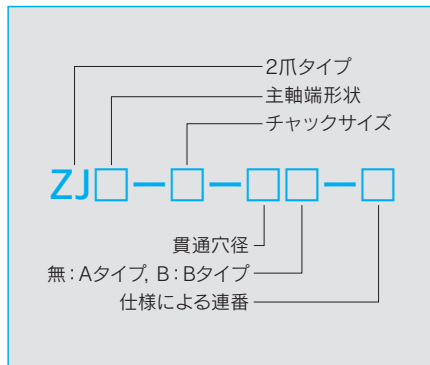 2爪タイプ
主軸端形状
チャックサイズ
ZJ□－□－□□－□
貫通穴径
無：Aタイプ, B：Bタイプ
仕様による連番